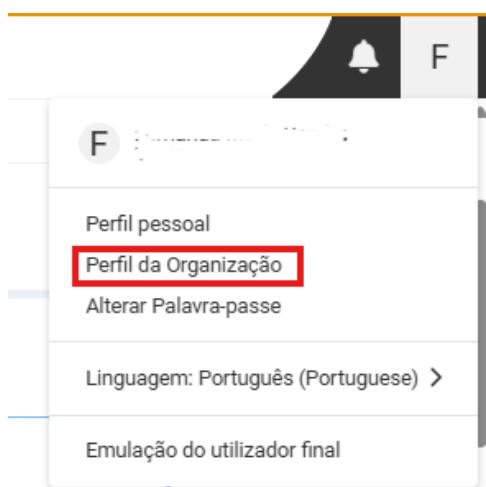 F
F
Perfil pessoal
Perfil da Organização
Alterar Palavra-passe
Linguagem: Português (Portuguese)
Emulação do utilizador final